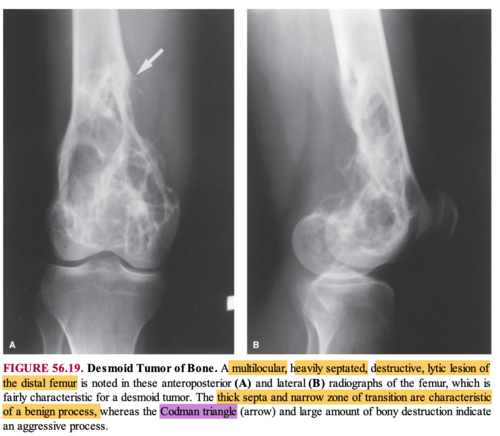 A
B
FIGURE 56.19. Desmoid Tumor of Bone. A multilocular, heavily septated, destructive, lytic lesion of
the distal femur is noted in these anteroposterior (A) and lateral (B) radiographs of the femur, which is
fairly characteristic for a desmoid tumor. The thick septa and narrow zone of transition are characteristic
of a benign process, whereas the Codman triangle (arrow) and large amount of bony destruction indicate
an aggressive process.